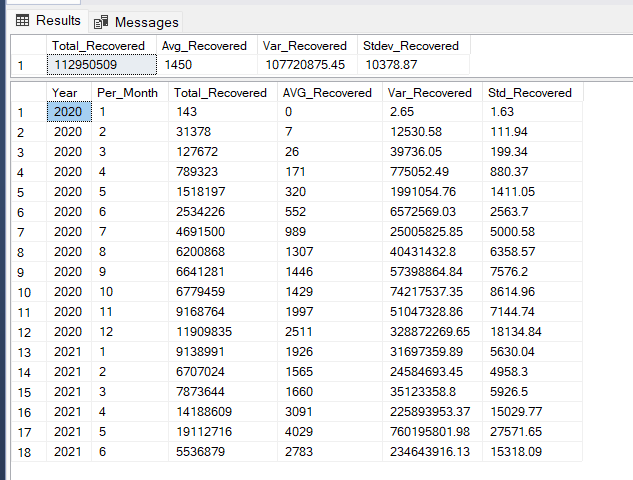 Results Messages
Total_Recovered Avg_Recovered Var_Recovered Stdev_Recovered
1 112950509 1450 107720875.45 10378.87
Year Per_Month Total_Recovered AVG_Recovered Var_Recovered Std_Recovered
1 2020 1 143 0 2.65 1.63
2 2020 2 31378 7 12530.58 111.94
3 2020 3 127672 26 39736.05 199.34
4 2020 4 789323 171 775052.49 880.37
5 2020 5 1518197 320 1991054.76 1411.05
6 2020 6 2534226 552 6572569.03 2563.7
7 2020 7 4691500 989 25005825.85 5000.58
8 2020 8 6200868 1307 40431432.8 6358.57
9 2020 9 6641281 1446 57398864.84 7576.2
10 2020 10 6779459 1429 74217537.35 8614.96
11 2020 11 9168764 1997 51047328.86 7144.74
12 2020 12 11909835 2511 328872269.65 18134.84
13 2021 1 9138991 1926 31697359.89 5630.04
14 2021 2 6707024 1565 24584693.45 4958.3
15 2021 3 7873644 1660 35123358.8 5926.5
16 2021 4 14188609 3091 225893953.37 15029.77
17 2021 5 19112716 4029 760195801.98 27571.65
18 2021 6 5536879 2783 234643916.13 15318.09